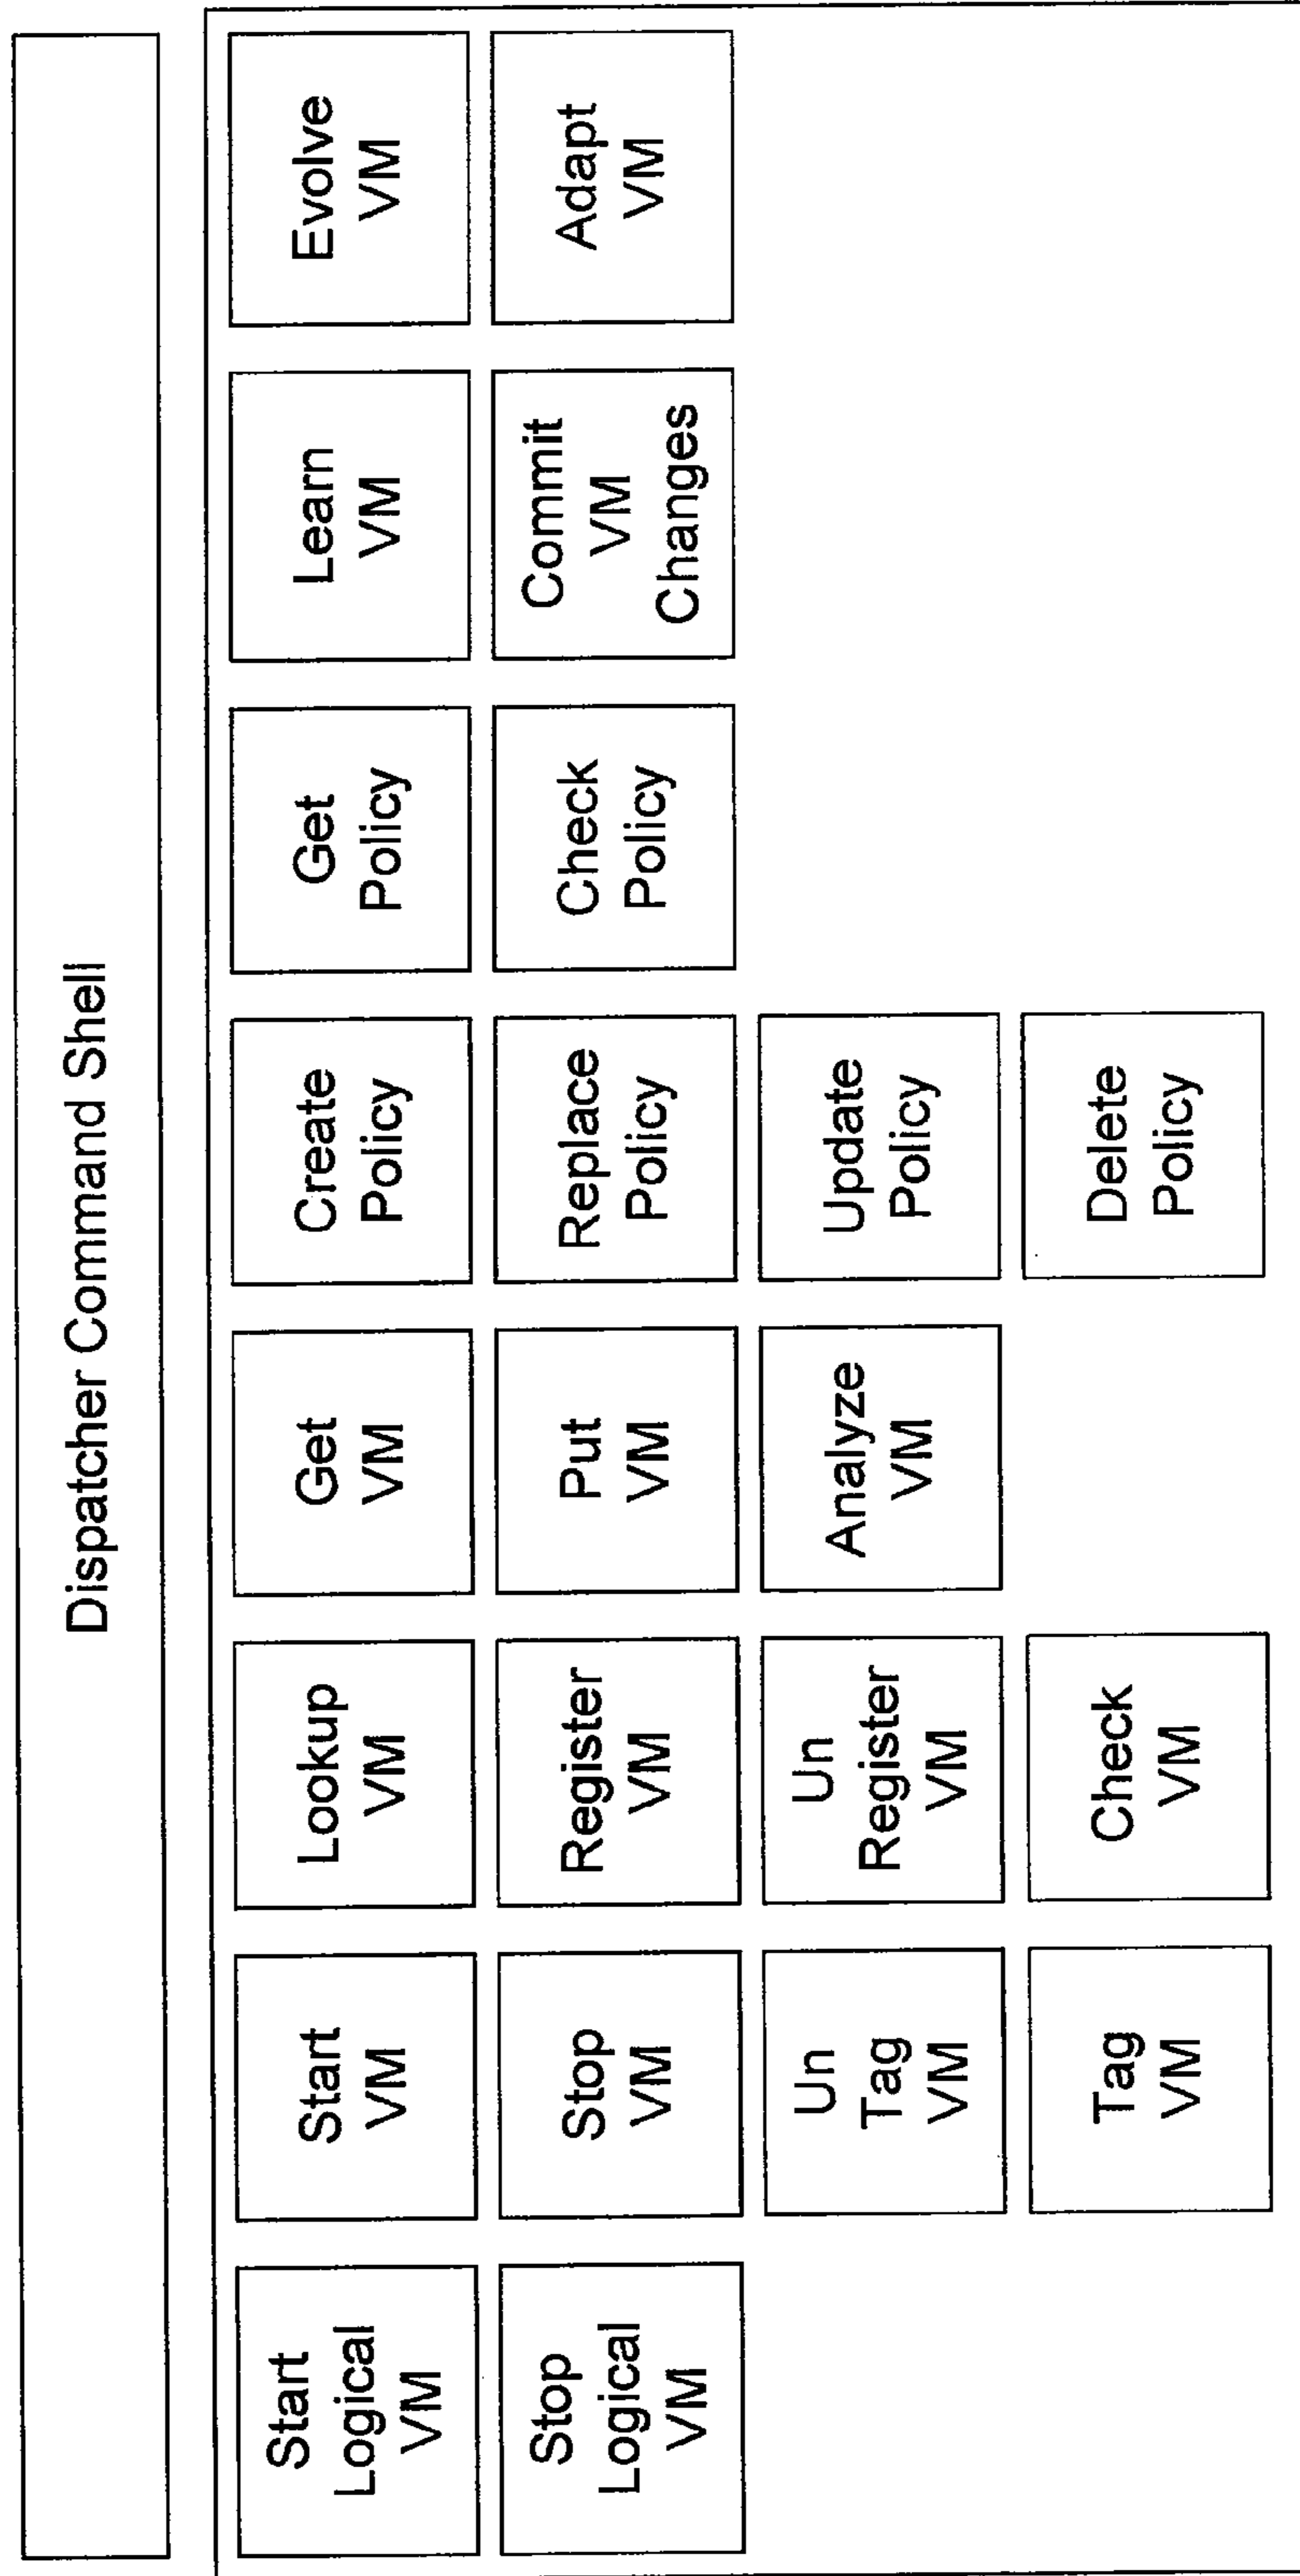 Dispatcher Command Shell
Start
Logical
VM
Start
VM
Lookup
VM
Get
VM
Create
Policy
Get
Policy
Learn
VM
Evolve
VM
Stop
Logical
VM
Stop
VM
Register
VM
Put
VM
Replace
Policy
Check
Policy
Commit
VM
Changes
Adapt
VM
Un
Tag
VM
Un
Register
VM
Analyze
VM
Update
Policy
Tag
VM
Check
VM
Delete
Policy